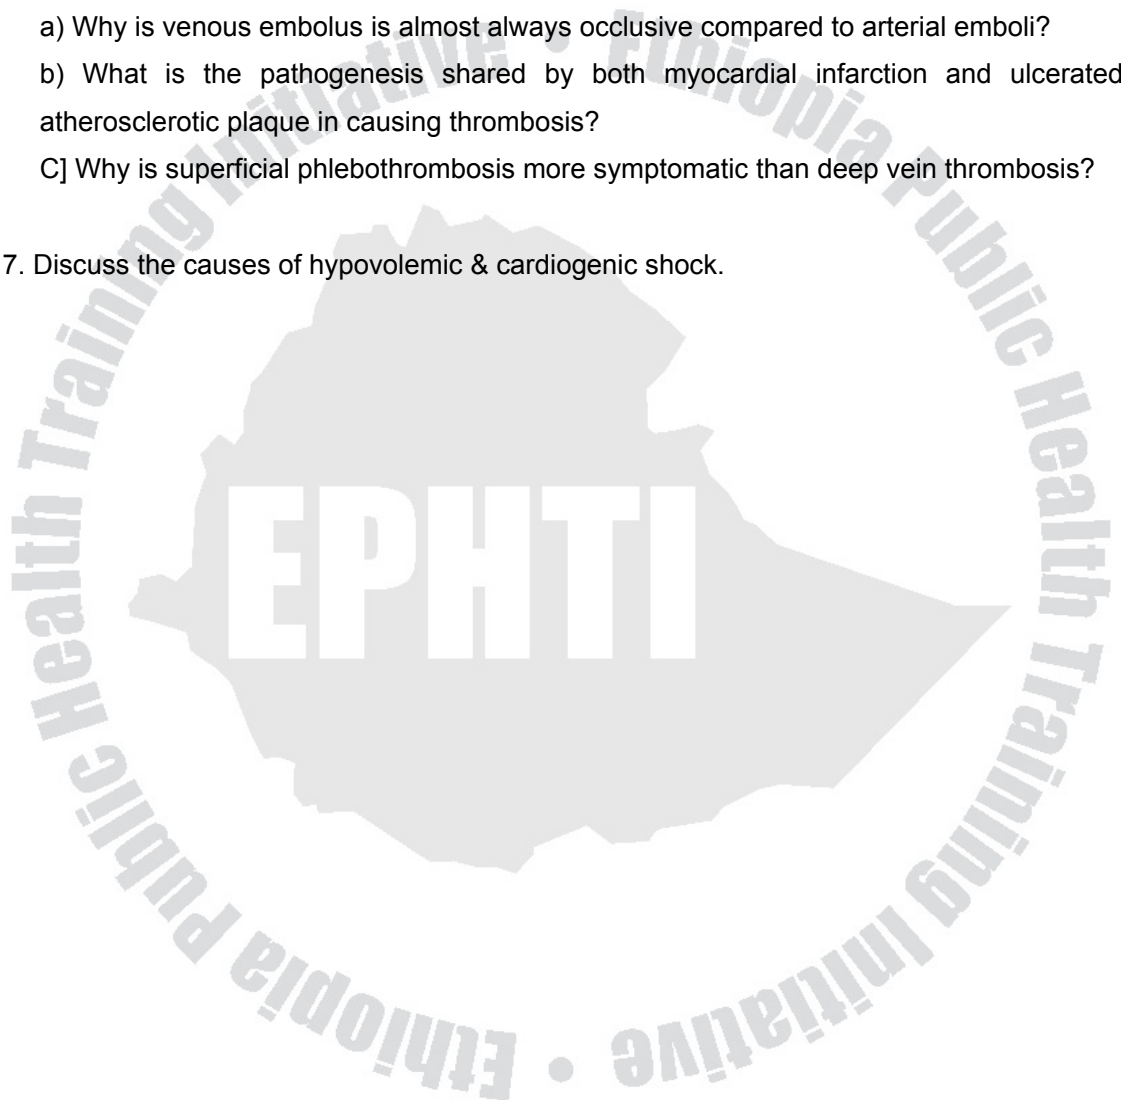 a) Why is venous embolus is almost always occlusive compared to arterial emboli?
b) What is the pathogenesis shared by both myocardial infarction and ulcerated
atherosclerotic plaque in causing thrombosis?
C] Why is superficial phlebothrombosis more symptomatic than deep vein thrombosis?
7. Discuss the causes of hypovolemic & cardiogenic shock.
EPHTI
Ethiopia Public Health Training Initiative • Ethiopia Public Health Training Initiative •